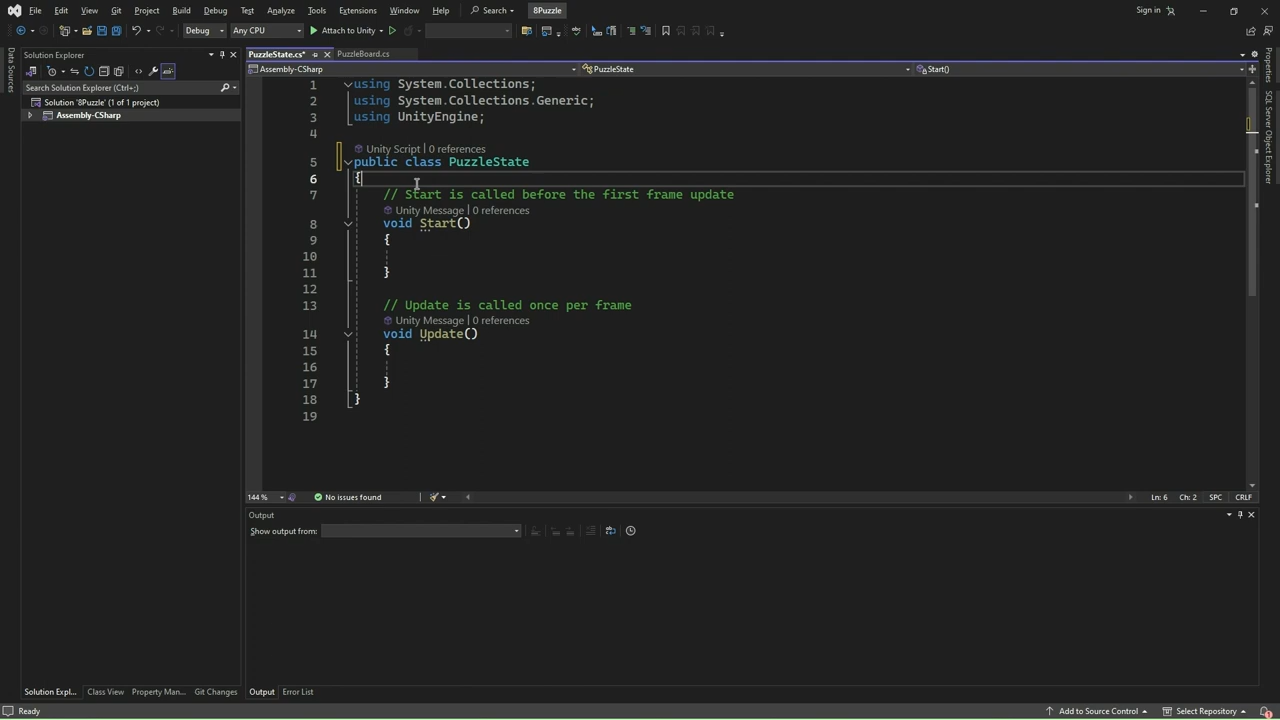 File Edit View Git Project Build Debug Test Analyze Tools Extensions Window Help Search 8Puzzle Sign in
Debug Any CPU Attach to Unity
Data Sources
Solution Explorer
Search Solution Explorer (Ctrl+;)
Solution '8Puzzle' (1 of 1 project)
Assembly-CSharp
PuzzleState.cs* PuzzleBoard.cs
Assembly-CSharp PuzzleState Start()
1 using System.Collections;
2 using System.Collections.Generic;
3 using UnityEngine;
4
Unity Script | 0 references
5 public class PuzzleState
6 {
7 // Start is called before the first frame update
Unity Message | 0 references
8 void Start()
9 {
10
11 }
12
13 // Update is called once per frame
Unity Message | 0 references
14 void Update()
15 {
16
17 }
18 }
19
144 % No issues found Ln: 6 Ch: 2 SPC CRLF
Output
Show output from:
Solution Expl... Class View Property Man... Git Changes Output Error List
Ready Add to Source Control Select Repository
Properties
SQL Server Object Explorer